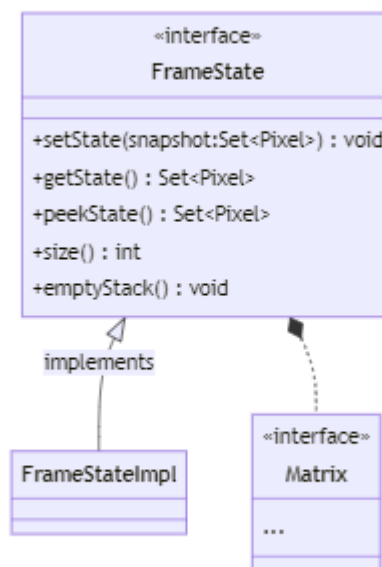 «interface»
FrameState
+setState(snapshot:Set<Pixel>) : void
+getState() : Set<Pixel>
+peekState() : Set<Pixel>
+size() : int
+emptyStack() : void
implements
FrameStateImpl
«interface»
Matrix
...